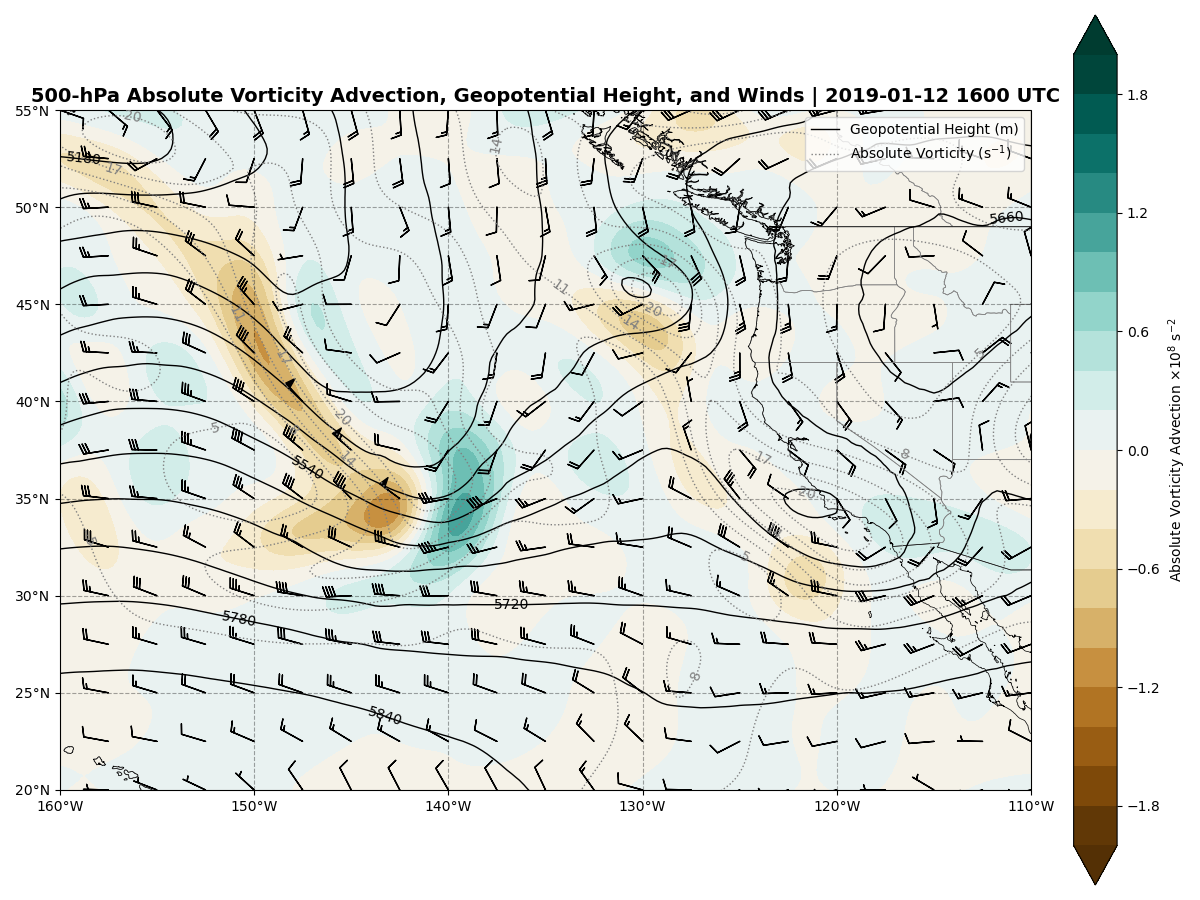 500-hPa Absolute Vorticity Advection, Geopotential Height, and Winds | 2019-01-12 1600 UTC
Geopotential Height (m)
Absolute Vorticity (s⁻¹)
55°N
50°N
45°N
40°N
35°N
30°N
25°N
20°N
160°W
150°W
140°W
130°W
120°W
110°W
20
5180
17
14
11
5660
17
20
14
11
17
20
14
5
5540
5
8
17
20
5
8
5720
5780
8
5840
1.8
1.2
0.6
0.0
−0.6
−1.2
−1.8
Absolute Vorticity Advection ×10⁸ s⁻²